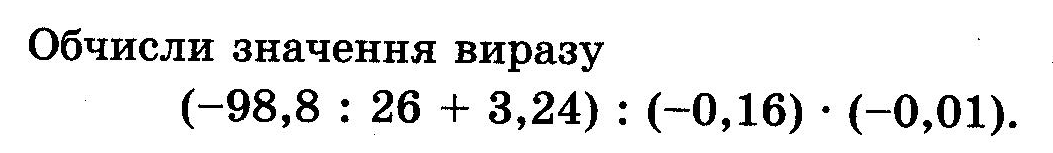 Обчисли значення виразу
(−98,8 : 26 + 3,24) : (−0,16) · (−0,01).